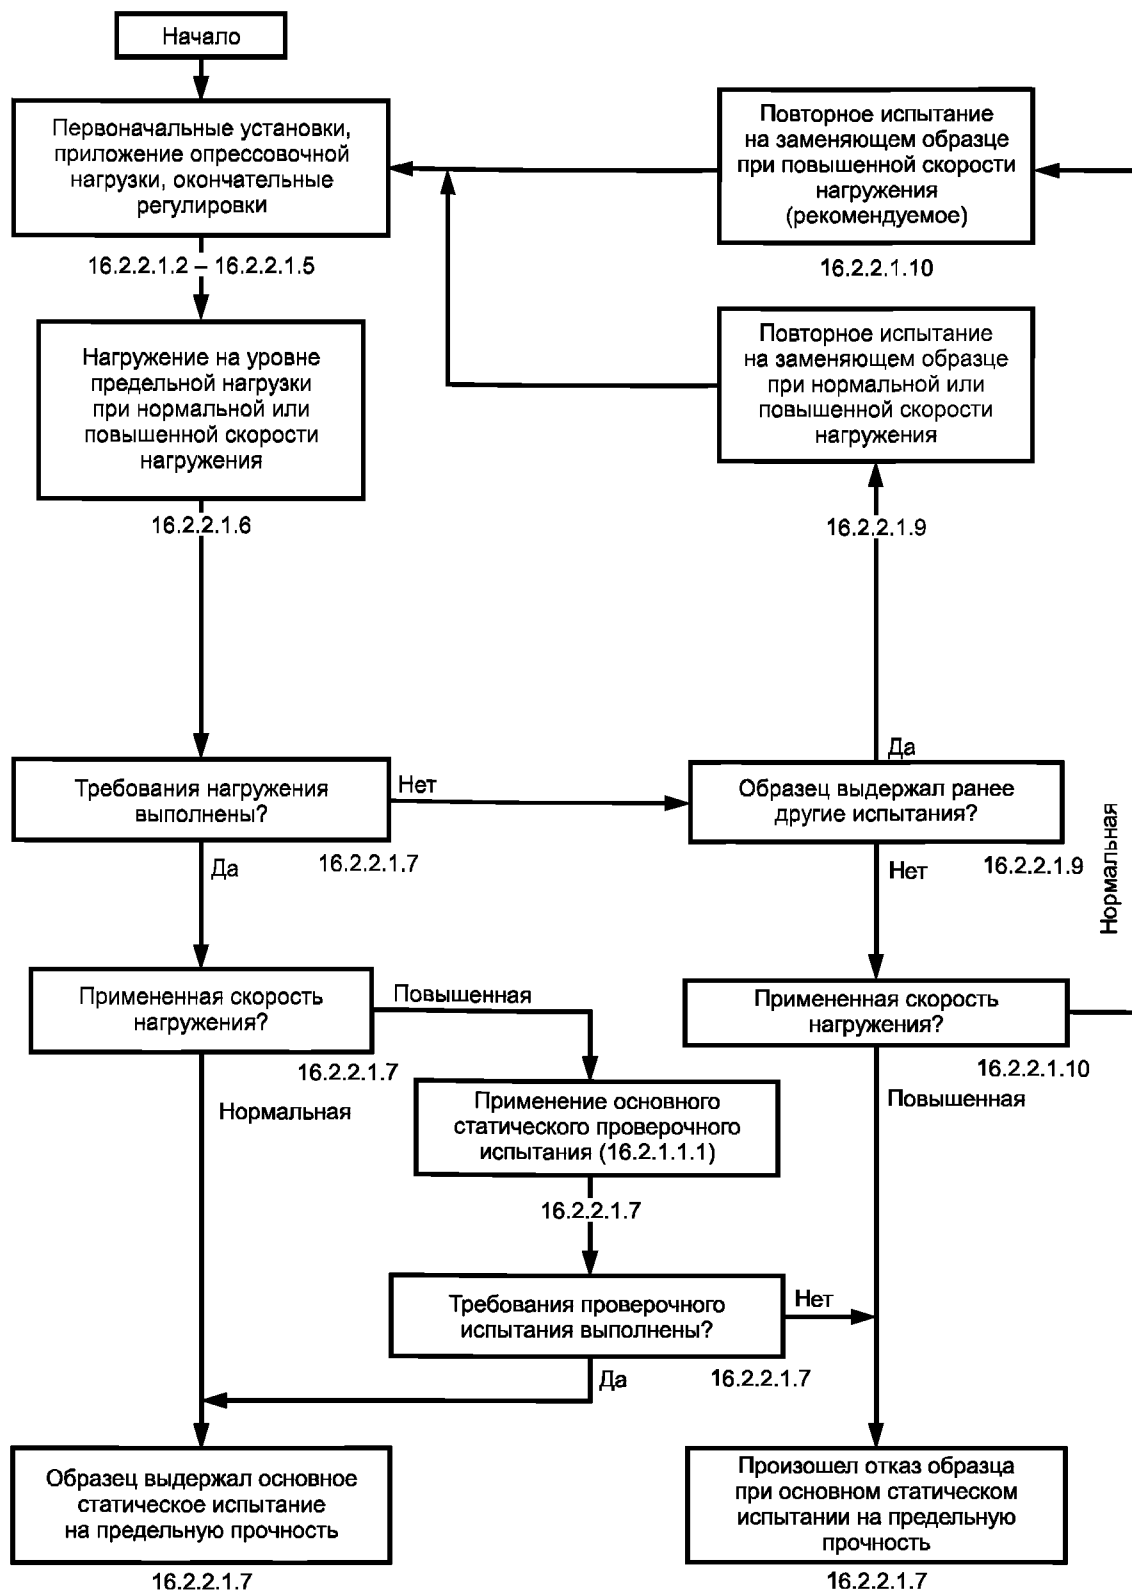 Начало
Первоначальные установки,
приложение опрессовочной
нагрузки, окончательные
регулировки
16.2.2.1.2 – 16.2.2.1.5
Повторное испытание
на заменяющем образце
при повышенной скорости
нагружения
(рекомендуемое)
16.2.2.1.10
Нагружение на уровне
предельной нагрузки
при нормальной или
повышенной скорости
нагружения
16.2.2.1.6
Повторное испытание
на заменяющем образце
при нормальной или
повышенной скорости
нагружения
16.2.2.1.9
Да
Требования нагружения
выполнены?
Нет
16.2.2.1.7
Да
Образец выдержал ранее
другие испытания?
16.2.2.1.9
Нет
Нормальная
Примененная скорость
нагружения?
Повышенная
16.2.2.1.7
Нормальная
Примененная скорость
нагружения?
16.2.2.1.10
Повышенная
Применение основного
статического проверочного
испытания (16.2.1.1.1)
16.2.2.1.7
Требования проверочного
испытания выполнены?
Нет
16.2.2.1.7
Да
Образец выдержал основное
статическое испытание
на предельную прочность
16.2.2.1.7
Произошел отказ образца
при основном статическом
испытании на предельную
прочность
16.2.2.1.7